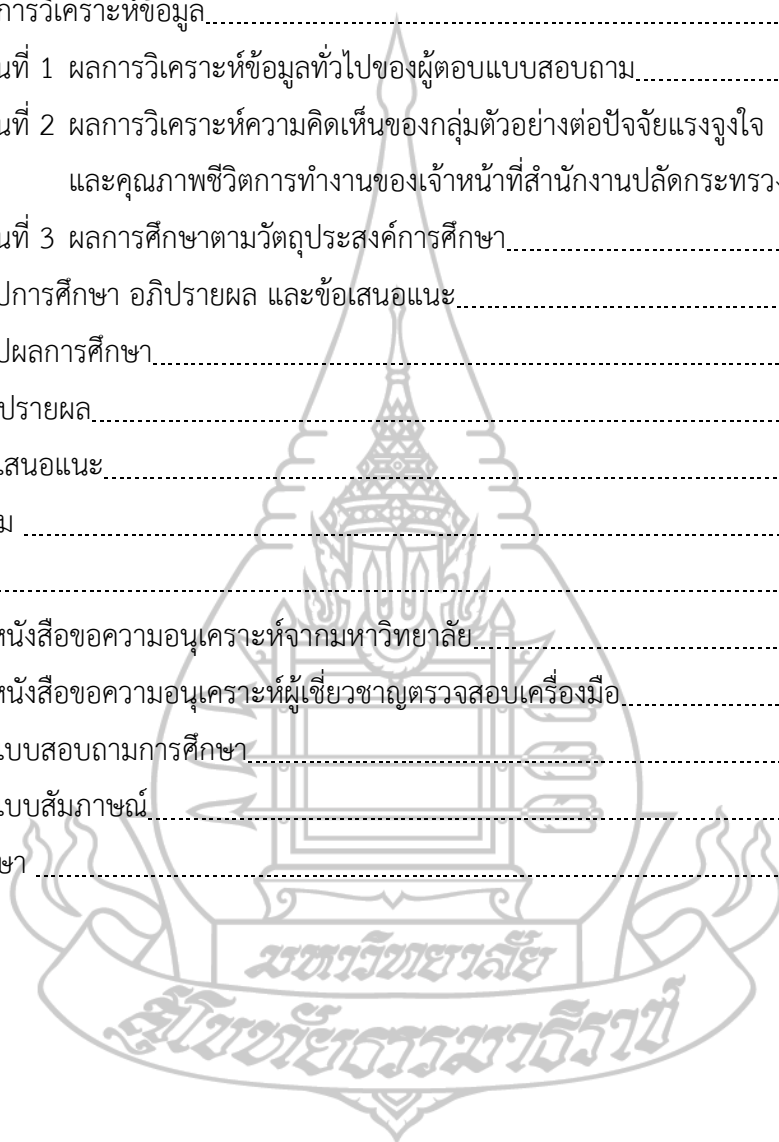 การวิเคราะห์ข้อมูล
นที่ 1 ผลการวิเคราะห์ข้อมูลทั่วไปของผู้ตอบแบบสอบถาม
นที่ 2 ผลการวิเคราะห์ความคิดเห็นของกลุ่มตัวอย่างต่อปัจจัยแรงจูงใจ
และคุณภาพชีวิตการทำงานของเจ้าหน้าที่สำนักงานปลัดกระทรวง
นที่ 3 ผลการศึกษาตามวัตถุประสงค์การศึกษา
ปการศึกษา อภิปรายผล และข้อเสนอแนะ
ปผลการศึกษา
ปรายผล
เสนอแนะ
ม
หนังสือขอความอนุเคราะห์จากมหาวิทยาลัย
หนังสือขอความอนุเคราะห์ผู้เชี่ยวชาญตรวจสอบเครื่องมือ
แบบสอบถามการศึกษา
แบบสัมภาษณ์
ษา
มหาวิทยาลัย
สุโขทัยธรรมาธิราช